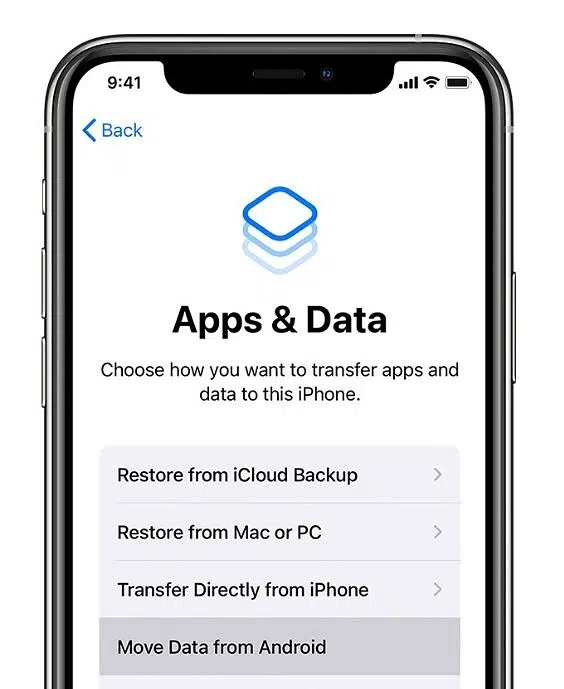 9:41
Back
Apps & Data
Choose how you want to transfer apps and
data to this iPhone.
Restore from iCloud Backup
Restore from Mac or PC
Transfer Directly from iPhone
Move Data from Android